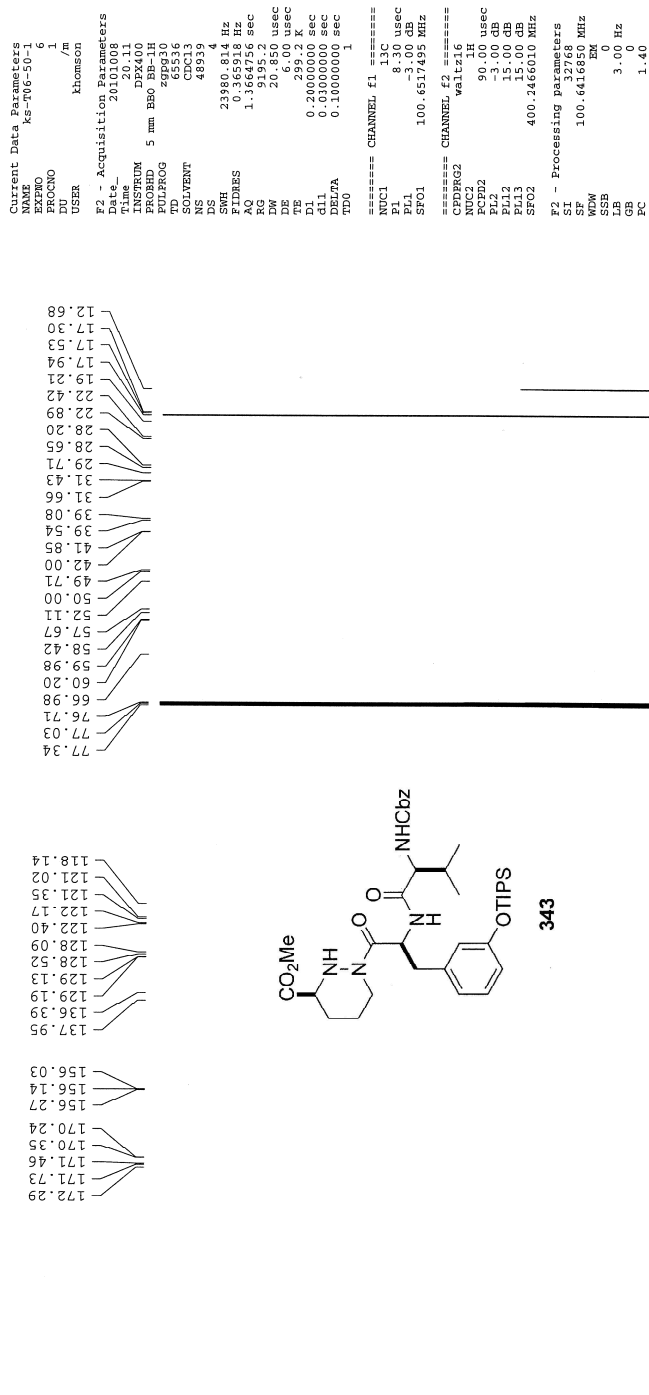 Current Data Parameters
NAME ks-T06-50-1
EXPNO 6
PROCNO 1
DU /m
USER khomson
F2 - Acquisition Parameters
Date_ 20101008
Time 20.11
INSTRUM DPX400
PROBHD 5 mm BBO BB-1H
PULPROG zgpg30
TD 65536
SOLVENT CDCl3
NS 48939
DS 4
SWH 23980.814 Hz
FIDRES 0.365918 Hz
AQ 1.3664756 sec
RG 9195.2
DW 20.850 usec
DE 6.00 usec
TE 299.2 K
D1 0.20000000 sec
d11 0.03000000 sec
DELTA 0.10000000 sec
TD0 1
======== CHANNEL f1 ========
NUC1 13C
P1 8.30 usec
PL1 -3.00 dB
SFO1 100.6517495 MHz
======== CHANNEL f2 ========
CPDPRG2 waltz16
NUC2 1H
PCPD2 90.00 usec
PL2 -3.00 dB
PL12 15.00 dB
PL13 15.00 dB
SFO2 400.2466010 MHz
F2 - Processing parameters
SI 32768
SF 100.6416850 MHz
WDW EM
SSB 0
LB 3.00 Hz
GB 0
PC 1.40
12.68
17.30
17.53
17.94
19.21
22.42
22.89
28.20
28.65
29.71
31.43
31.66
39.08
39.54
41.85
42.00
49.71
50.00
52.11
57.67
58.42
59.98
60.20
66.98
76.71
77.03
77.34
118.14
121.02
121.35
122.17
122.40
128.09
128.52
129.13
129.19
136.39
137.95
156.03
156.14
156.27
170.24
170.35
171.46
171.73
172.29
CO2Me
NH
N
O
N
H
O
NHCbz
OTIPS
343